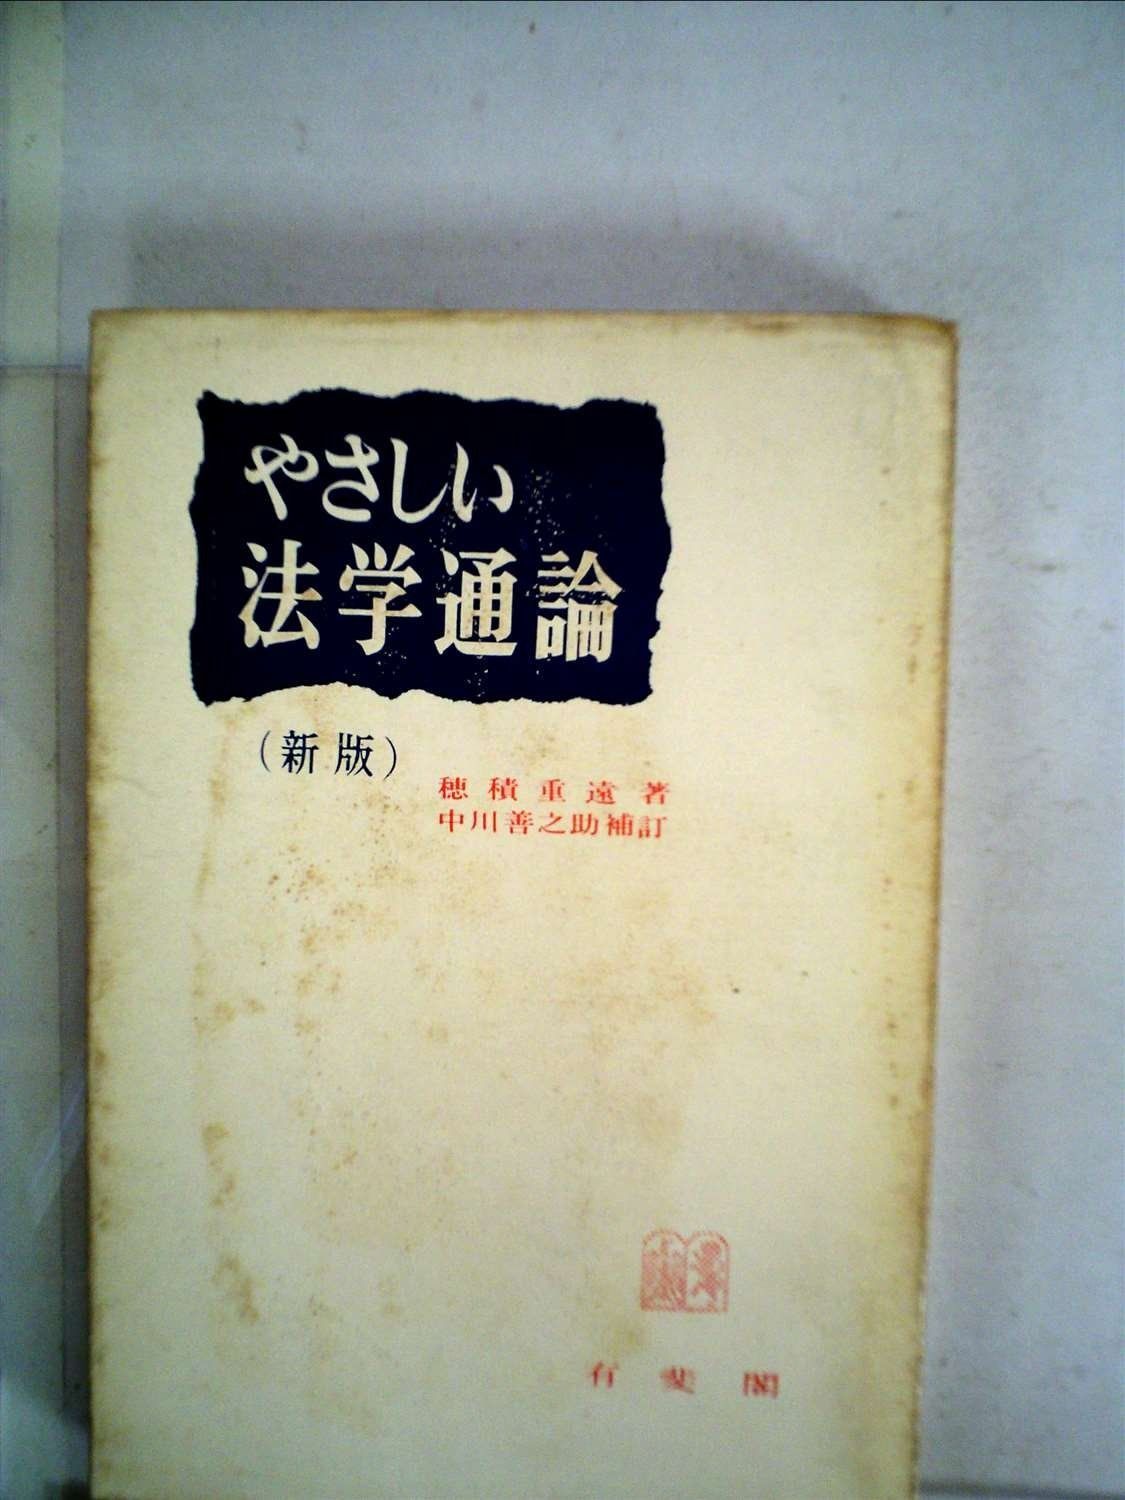 やさしい
法学通論
(新版)
穂積重遠著
中川善之助補訂
有斐閣